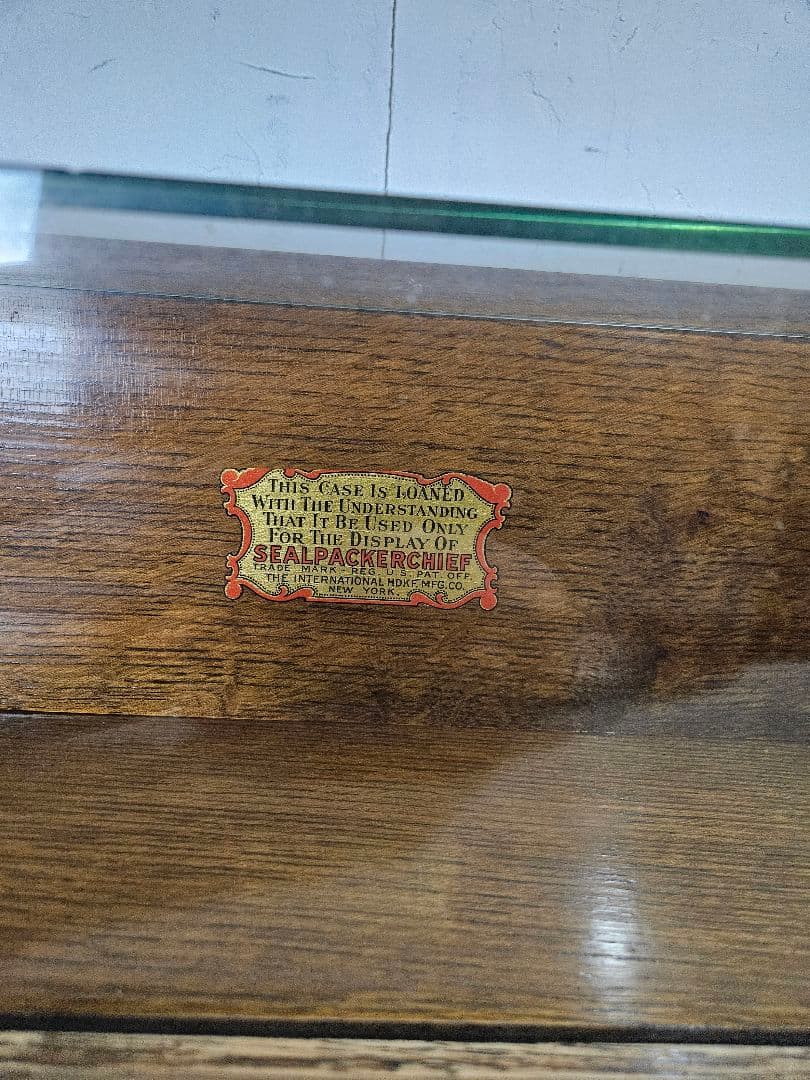 THIS CASE IS LOANED
WITH THE UNDERSTANDING
THAT IT BE USED ONLY
FOR THE DISPLAY OF
SEALPACKERCHIEF
TRADE MARK - REG. U.S. PAT. OFF.
THE INTERNATIONAL HDKF. MFG. CO.
NEW YORK.